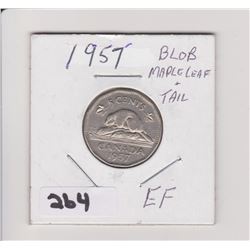 1957
BLOB
MAPLE LEAF
+
TAIL
5 CENTS
CANADA
1957
264
EF